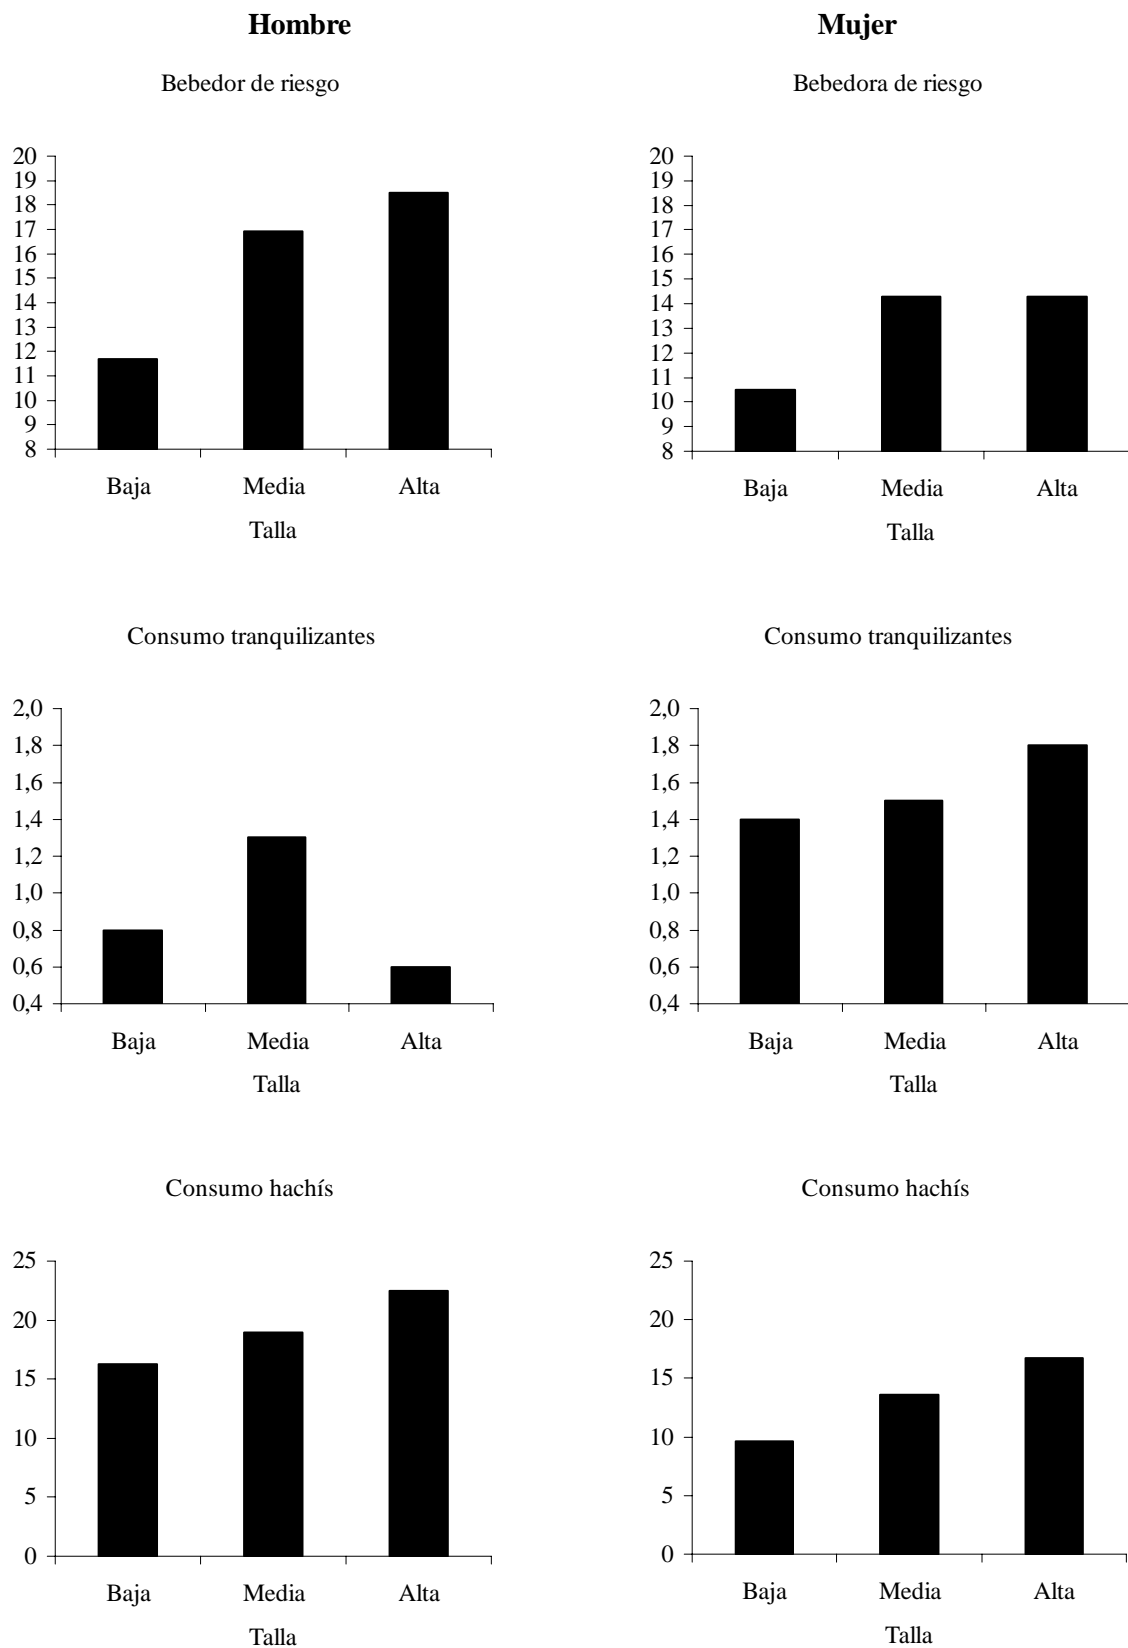 Hombre
Mujer
Bebedor de riesgo
Bebedora de riesgo
20
19
18
17
16
15
14
13
12
11
10
9
8
Baja Media Alta
Talla
20
19
18
17
16
15
14
13
12
11
10
9
8
Baja Media Alta
Talla
Consumo tranquilizantes
2,0
1,8
1,6
1,4
1,2
1,0
0,8
0,6
0,4
Baja Media Alta
Talla
Consumo tranquilizantes
2,0
1,8
1,6
1,4
1,2
1,0
0,8
0,6
0,4
Baja Media Alta
Talla
Consumo hachís
25
20
15
10
5
0
Baja Media Alta
Talla
Consumo hachís
25
20
15
10
5
0
Baja Media Alta
Talla